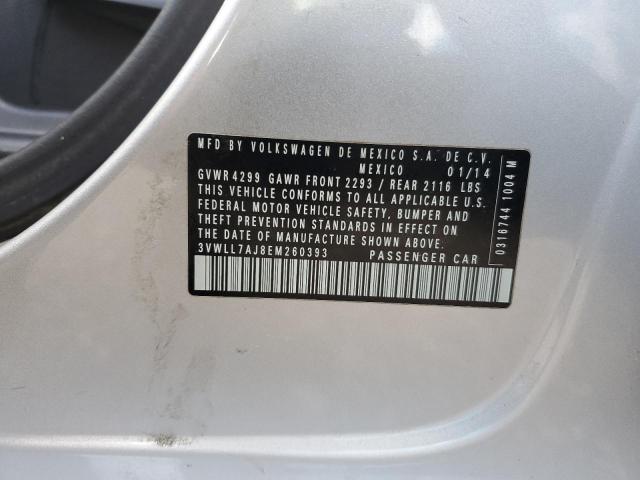 MFD BY VOLKSWAGEN DE MEXICO S.A. DE C.V.
MEXICO 01/14
GVWR 4299 GAWR FRONT 2293 / REAR 2116 LBS
THIS VEHICLE CONFORMS TO ALL APPLICABLE U.S.
FEDERAL MOTOR VEHICLE SAFETY, BUMPER AND
THEFT PREVENTION STANDARDS IN EFFECT ON
THE DATE OF MANUFACTURE SHOWN ABOVE.
3VWLL7AJ8EM260393 PASSENGER CAR
0316744 1004 M